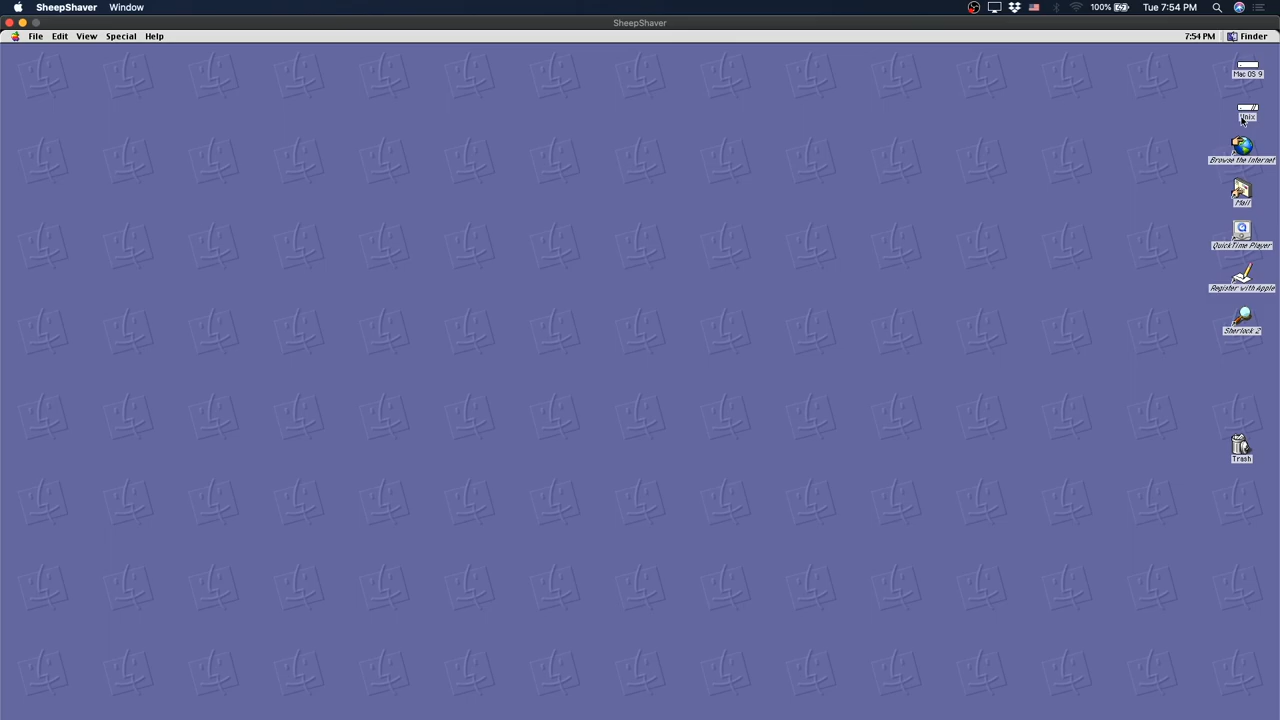 SheepShaver Window 100% Tue 7:54 PM
SheepShaver
File Edit View Special Help 7:54 PM Finder
Mac OS 9
Unix
Browse the Internet
Mail
QuickTime Player
Register with Apple
Sherlock 2
Trash